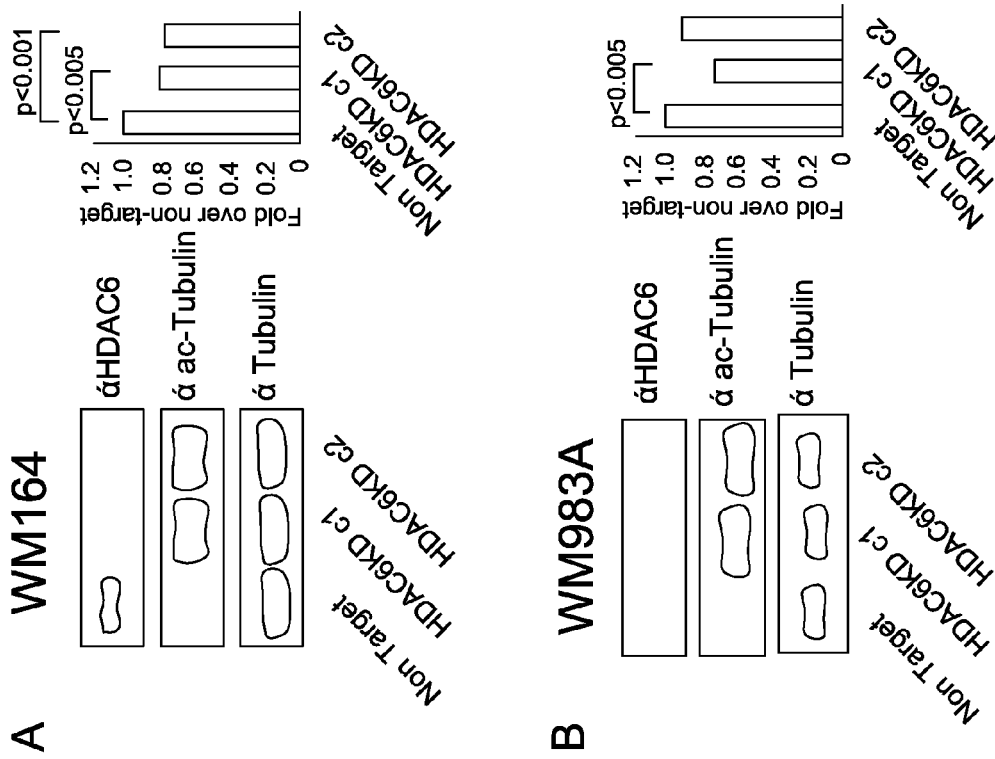 A
WM164
άHDAC6
ά ac-Tubulin
ά Tubulin
Non Target
HDAC6KD c1
HDAC6KD c2
Fold over non-target
1.2
1.0
0.8
0.6
0.4
0.2
0
p<0.001
p<0.005
Non Target
HDAC6KD c1
HDAC6KD c2
B
WM983A
άHDAC6
ά ac-Tubulin
ά Tubulin
Non Target
HDAC6KD c1
HDAC6KD c2
Fold over non-target
1.2
1.0
0.8
0.6
0.4
0.2
0
p<0.005
Non Target
HDAC6KD c1
HDAC6KD c2